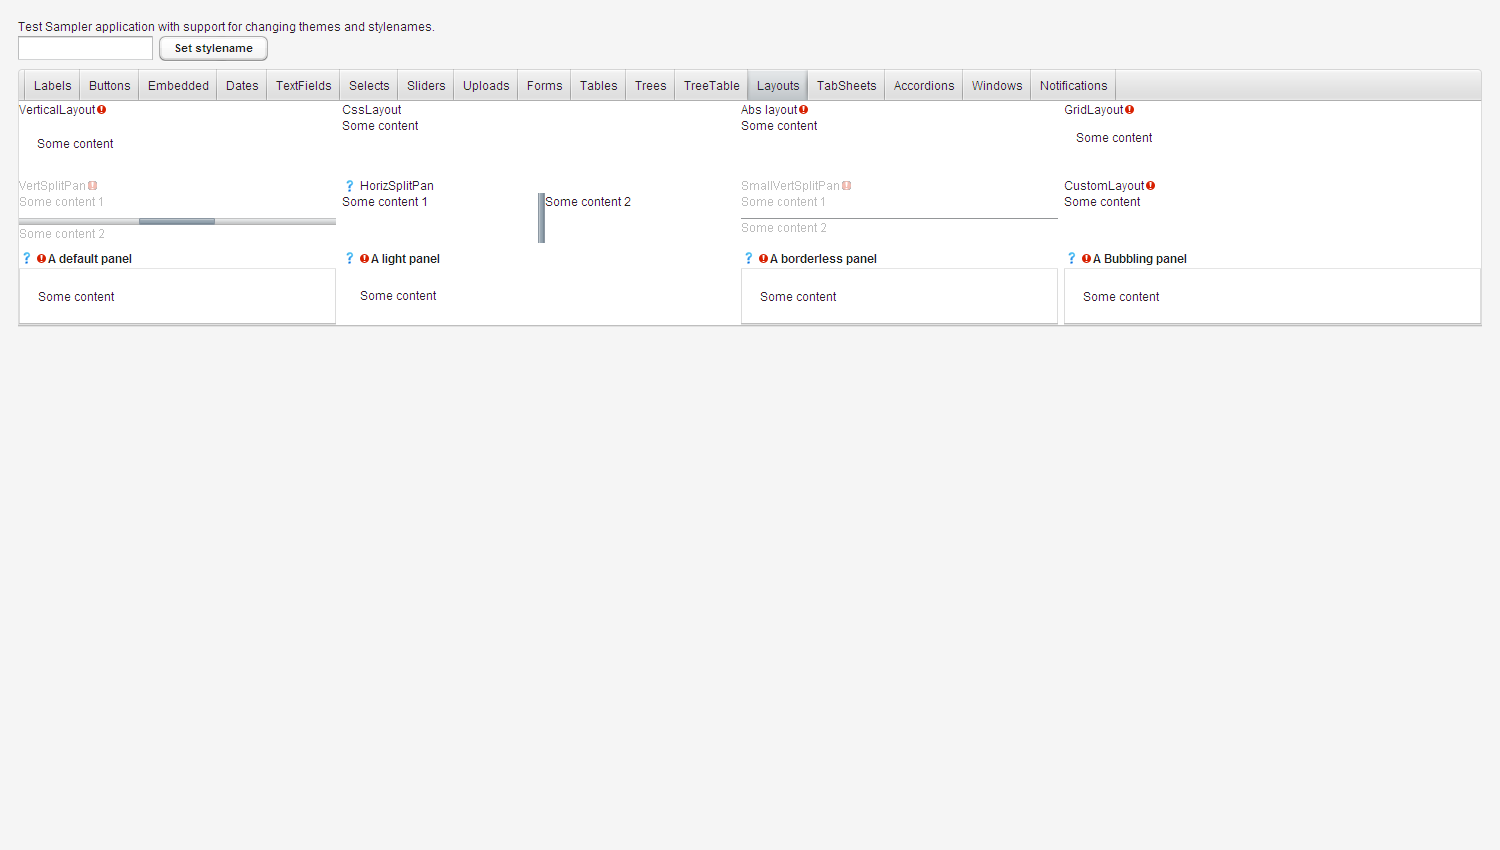 Test Sampler application with support for changing themes and stylenames.
Set stylename
Labels Buttons Embedded Dates TextFields Selects Sliders Uploads Forms Tables Trees TreeTable Layouts TabSheets Accordions Windows Notifications
VerticalLayout CssLayout Abs layout GridLayout
Some content Some content
Some content Some content
VertSplitPan HorizSplitPan SmallVertSplitPan CustomLayout
Some content 1 Some content 1 Some content 2 Some content 1 Some content
Some content 2 Some content 2
A default panel A light panel A borderless panel A Bubbling panel
Some content Some content Some content Some content